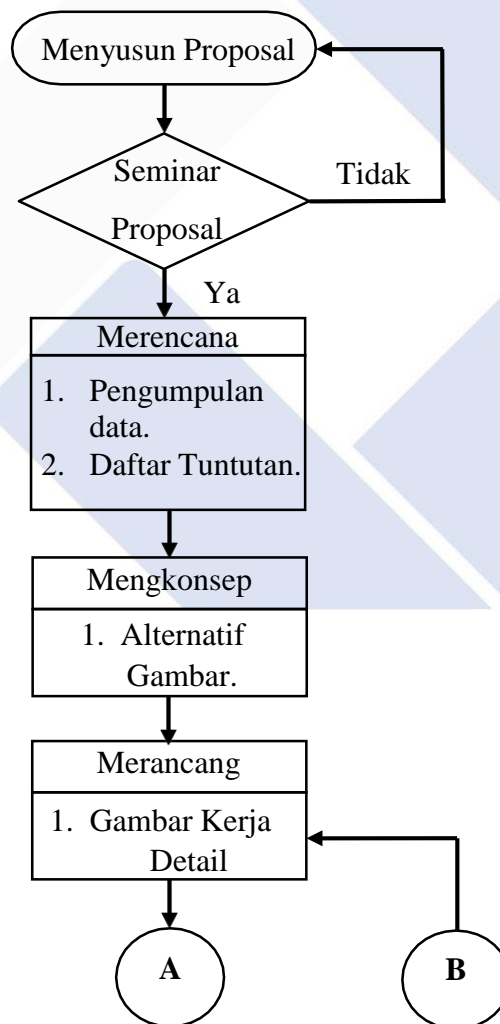 Menyusun Proposal
Seminar
Tidak
Proposal
Ya
Merencana
1. Pengumpulan
data.
2. Daftar Tuntutan.
Mengkonsep
1. Alternatif
Gambar.
Merancang
1. Gambar Kerja
Detail
A
B